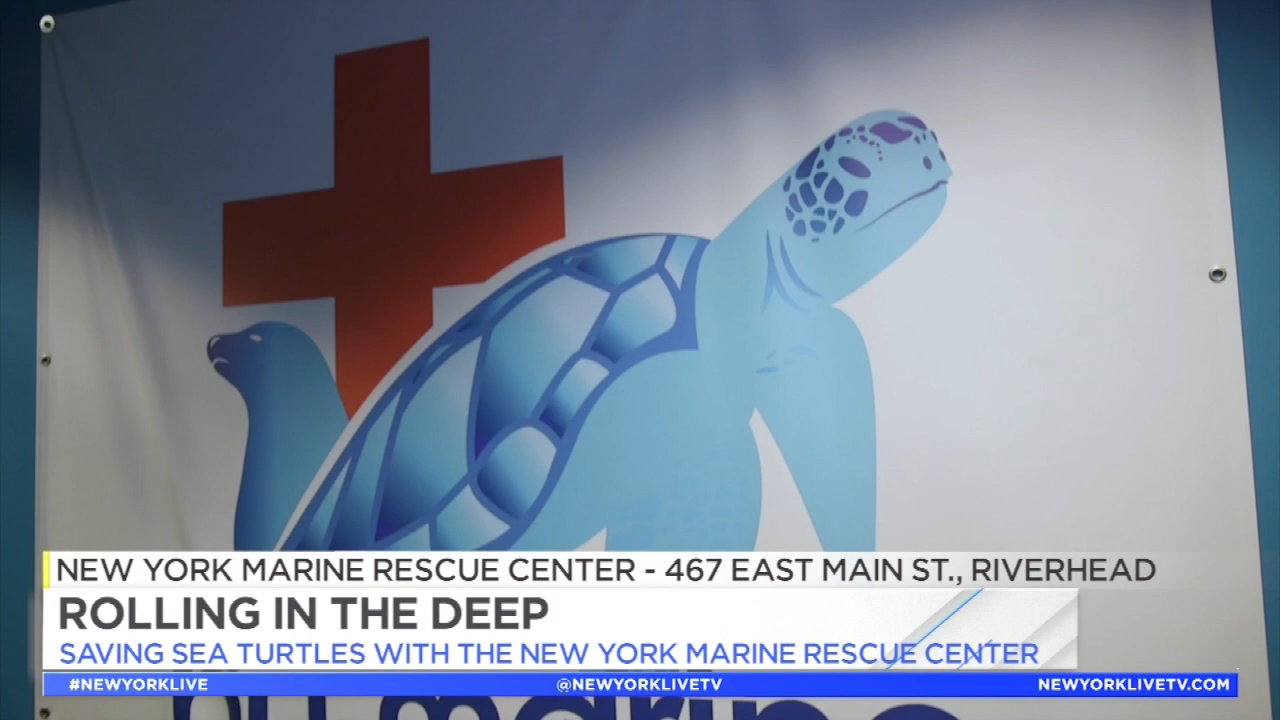 NEW YORK MARINE RESCUE CENTER - 467 EAST MAIN ST., RIVERHEAD
ROLLING IN THE DEEP
SAVING SEA TURTLES WITH THE NEW YORK MARINE RESCUE CENTER
#NEWYORKLIVE @NEWYORKLIVETV NEWYORKLIVETV.COM